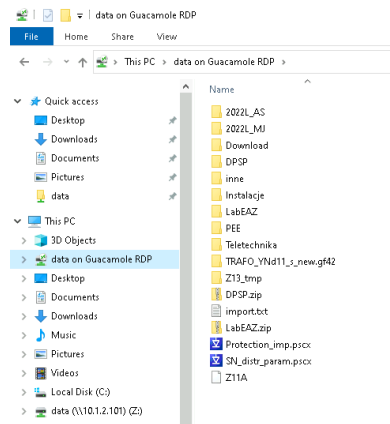 data on Guacamole RDP
File Home Share View
This PC data on Guacamole RDP
Quick access
Desktop
Downloads
Documents
Pictures
data
This PC
3D Objects
data on Guacamole RDP
Desktop
Documents
Downloads
Music
Pictures
Videos
Local Disk (C:)
data (\\10.1.2.101) (Z:)
Name
2022L_AS
2022L_MJ
Download
DPSP
inne
Instalacje
LabEAZ
PEE
Teletechnika
TRAFO_YNd11_s_new.gf42
Z13_tmp
DPSP.zip
import.txt
LabEAZ.zip
Protection_imp.pscx
SN_distr_param.pscx
Z11A